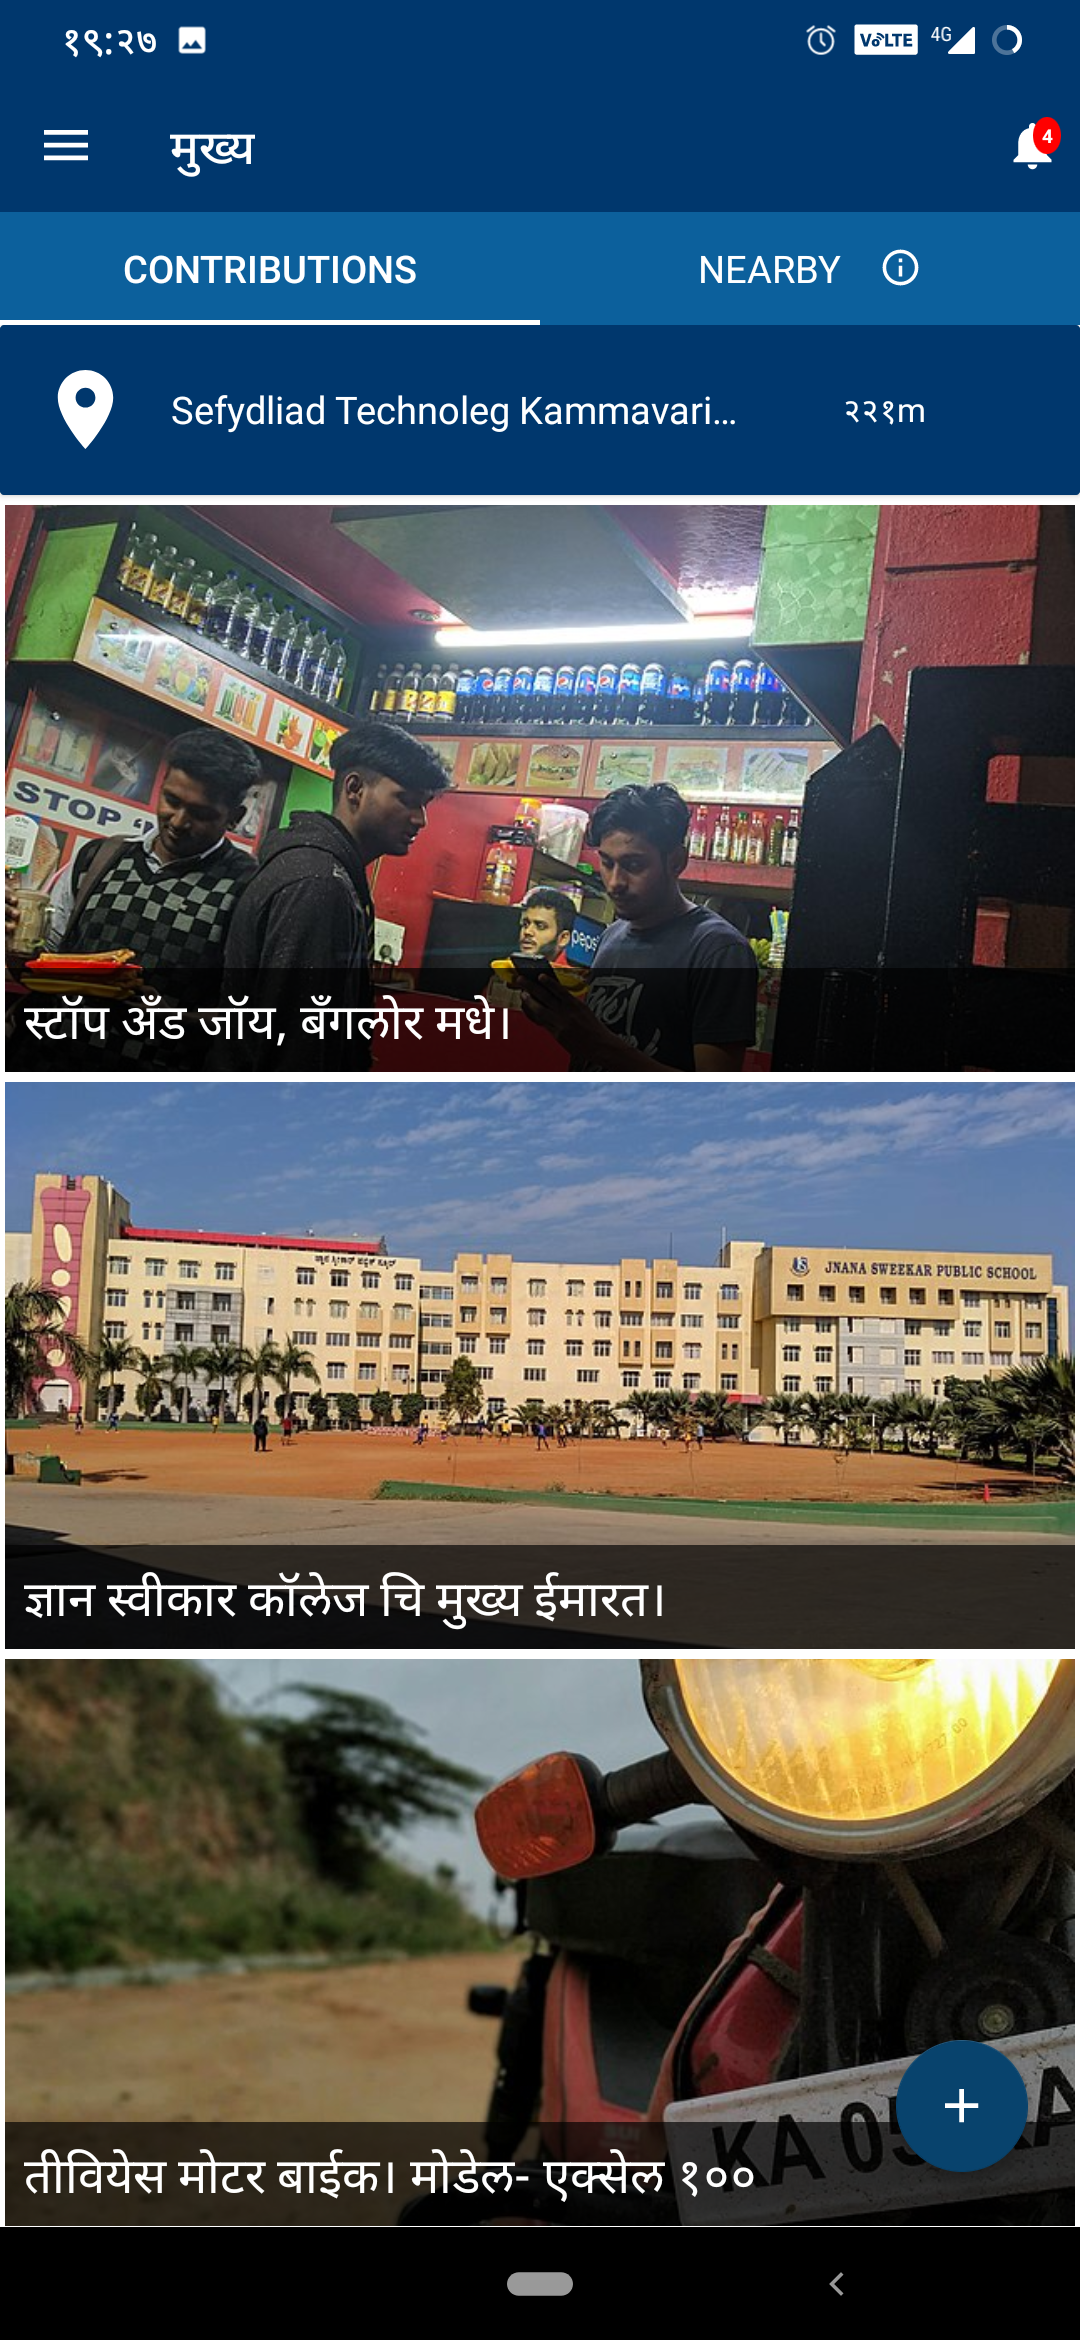 १९:२७
VoLTE 4G
मुख्य
4
CONTRIBUTIONS
NEARBY
Sefydliad Technoleg Kammavari...
२२१m
STOP
pepsi
स्टॉप अँड जॉय, बँगलोर मधे।
JNANA SWEEKAR PUBLIC SCHOOL
ज्ञान स्वीकार कॉलेज चि मुख्य ईमारत।
KA 05
तीवियेस मोटर बाईक। मोडेल- एक्सेल १००